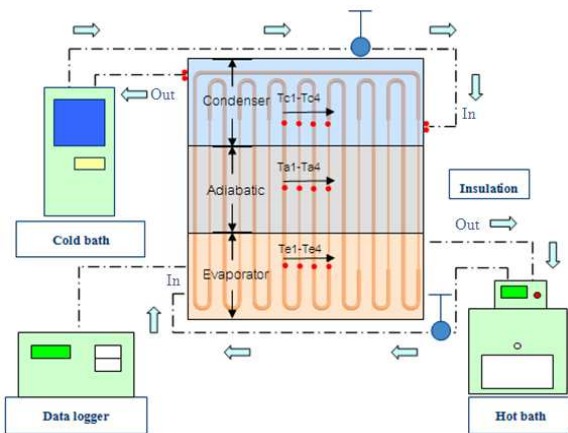 Out
Condenser
Tc1-Tc4
In
Adiabatic
Ta1-Ta4
Insulation
Cold bath
Out
Te1-Te4
Evaporator
In
Data logger
Hot bath